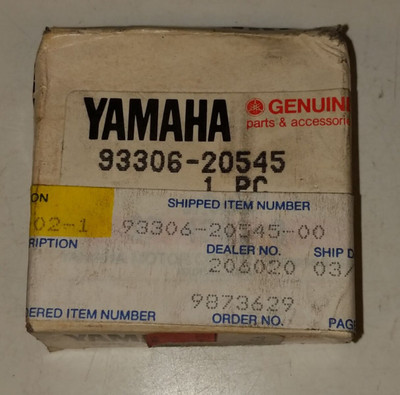 YAMAHA
GENUINE
parts & accessorie
93306-20545
1 PC
ON
SHIPPED ITEM NUMBER
02-1
93306-20545-00
RIPTION
DEALER NO.
SHIP D
206020
03/
9873629
ERED ITEM NUMBER
ORDER NO.
PAG